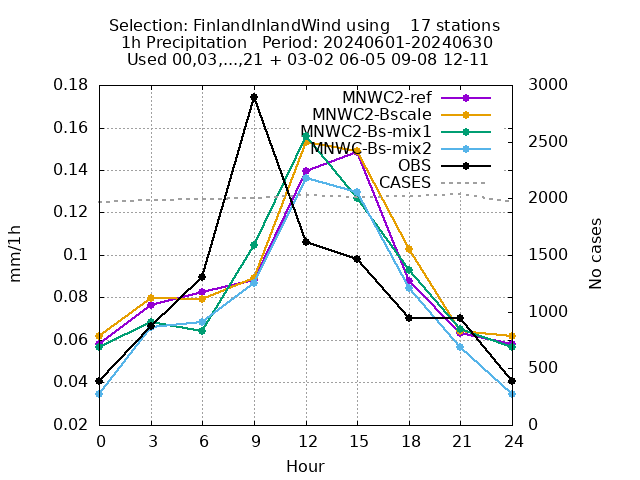 Selection: FinlandInlandWind using 17 stations
1h Precipitation Period: 20240601-20240630
Used 00,03,...,21 + 03-02 06-05 09-08 12-11
MNWC2-ref
MNWC2-Bscale
MNWC2-Bs-mix1
MNWC-Bs-mix2
OBS
CASES
0.18
0.16
0.14
0.12
0.1
0.08
0.06
0.04
0.02
mm/1h
3000
2500
2000
1500
1000
500
0
No cases
0 3 6 9 12 15 18 21 24
Hour